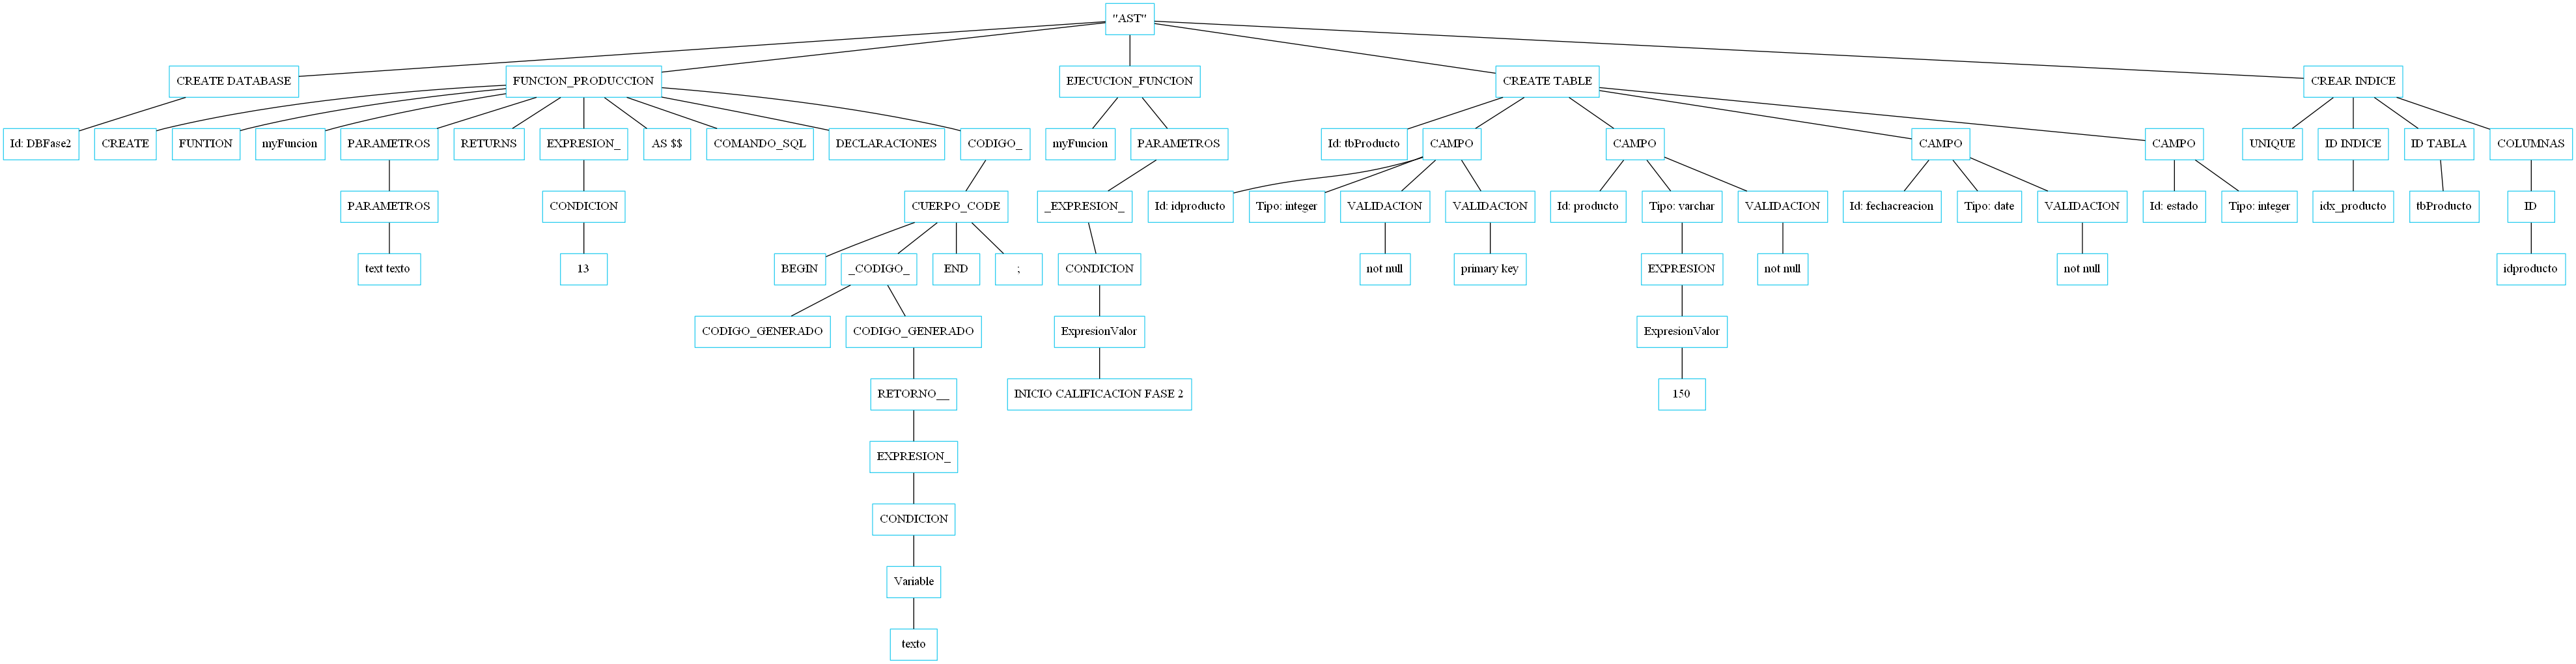 "AST"
CREATE DATABASE
FUNCION_PRODUCCION
EJECUCION_FUNCION
CREATE TABLE
CREAR INDICE
Id: DBFase2
CREATE
FUNTION
myFuncion
PARAMETROS
RETURNS
EXPRESION_
AS $$
COMANDO_SQL
DECLARACIONES
CODIGO_
myFuncion
PARAMETROS
Id: tbProducto
CAMPO
CAMPO
CAMPO
CAMPO
UNIQUE
ID INDICE
ID TABLA
COLUMNAS
PARAMETROS
CONDICION
CUERPO_CODE
_EXPRESION_
Id: idproducto
Tipo: integer
VALIDACION
VALIDACION
Id: producto
Tipo: varchar
VALIDACION
Id: fechacreacion
Tipo: date
VALIDACION
Id: estado
Tipo: integer
idx_producto
tbProducto
ID
text texto
13
BEGIN
_CODIGO_
END
;
CONDICION
not null
primary key
EXPRESION
not null
not null
idproducto
CODIGO_GENERADO
CODIGO_GENERADO
ExpresionValor
ExpresionValor
RETORNO__
INICIO CALIFICACION FASE 2
150
EXPRESION_
CONDICION
Variable
texto